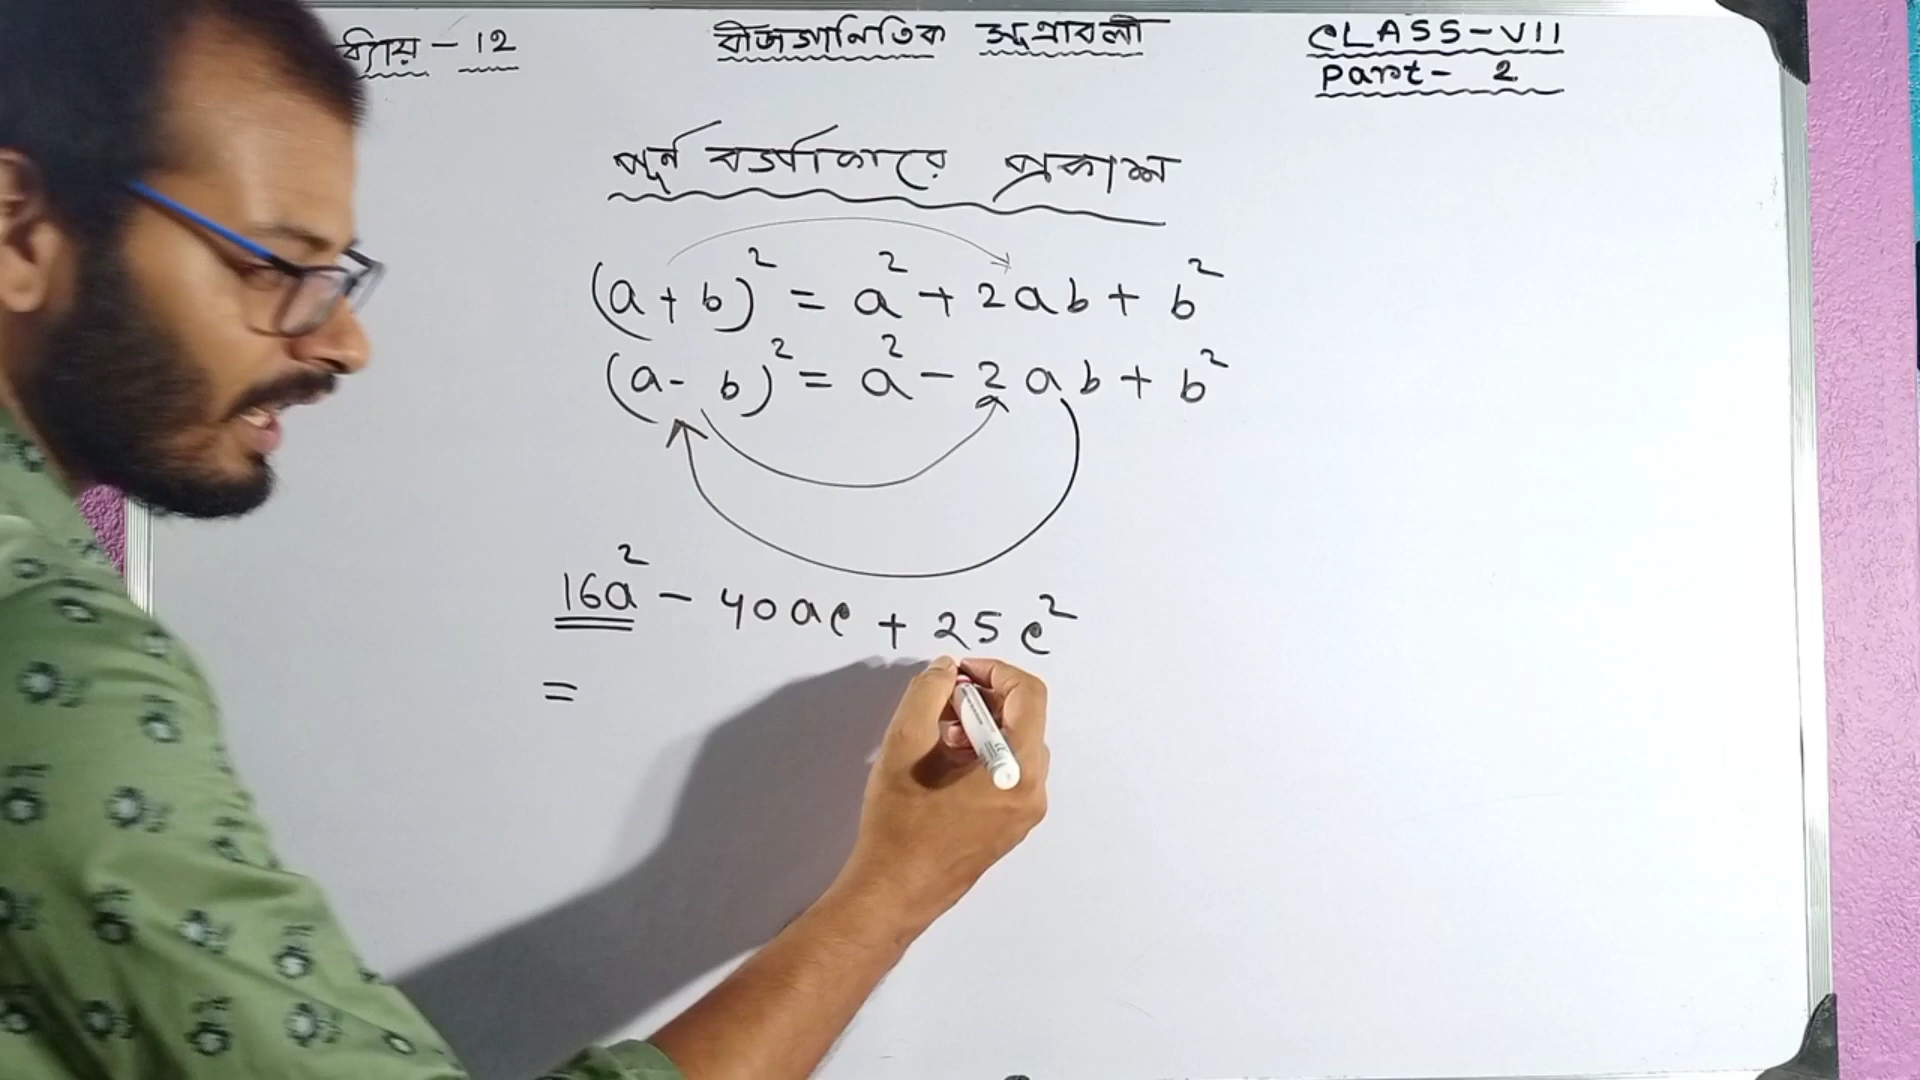 ধ্যায় - 12
বীজগানিতিক সূত্রাবলী
CLASS-VII
Part- 2
পূর্ন বর্গাকারে প্রকাশ
(a + b)² = a² + 2ab + b²
(a - b)² = a² - 2ab + b²
16a² - 40ac + 25c²
=